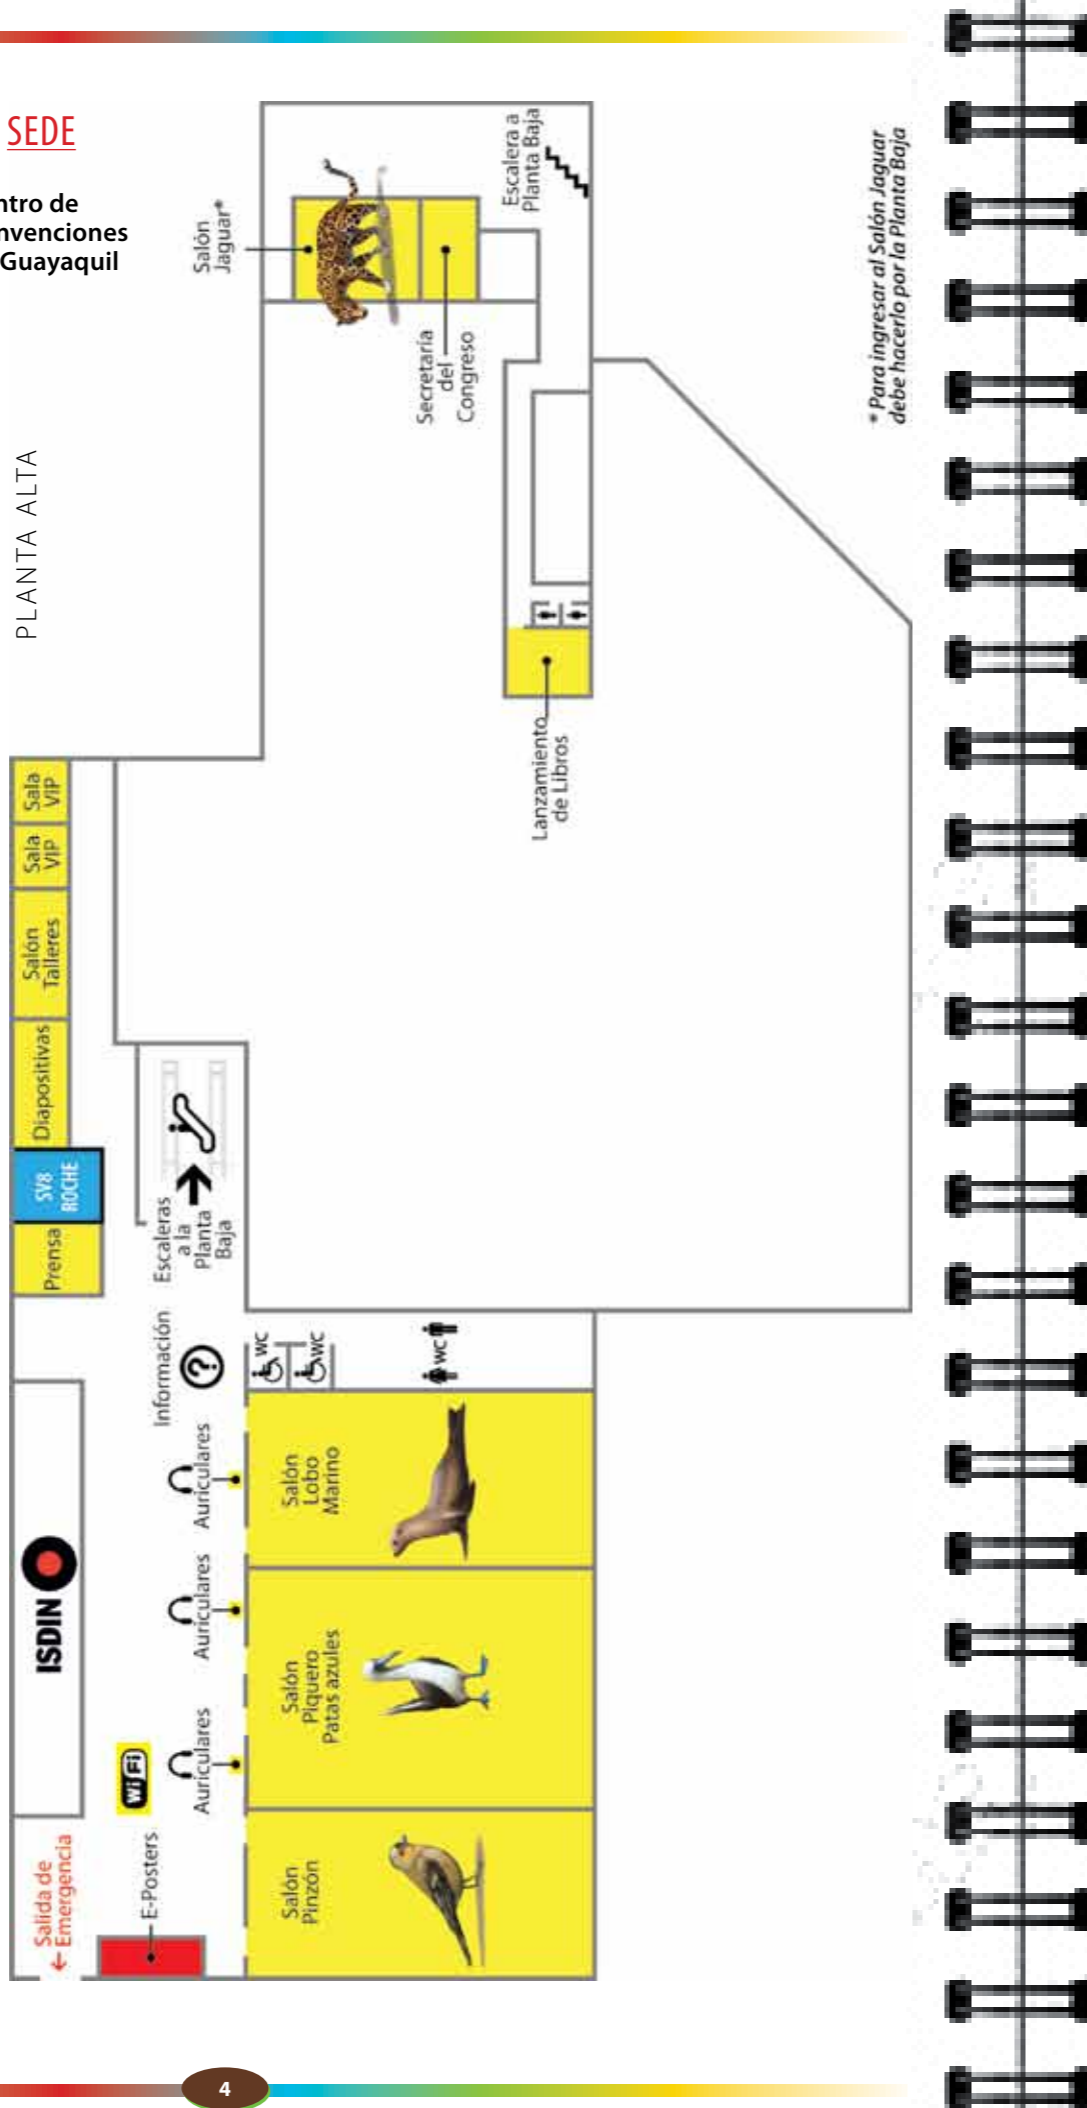 SEDE
ntro de
nvenciones
Guayaquil
PLANTA ALTA
Salón
Jaguar*
Escalera a
Planta Baja
Secretaría
del
Congreso
* Para ingresar al Salón Jaguar
debe hacerlo por la Planta Baja
Lanzamiento
de Libros
Sala
VIP
Sala
VIP
Salón
Talleres
Diapositivas
SV8
ROCHE
Prensa
Escaleras
a la
Planta
Baja
Información
?
WC
WC
WC
ISDIN
Auriculares
Auriculares
Auriculares
Salón
Lobo
Marino
Salón
Piquero
Patas azules
Salón
Pinzón
Wi Fi
E-Posters
Salida de
Emergencia
4